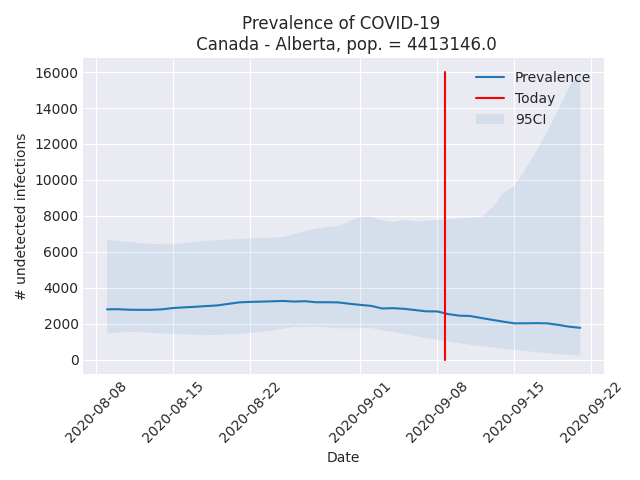 Prevalence of COVID-19
Canada - Alberta, pop. = 4413146.0
Prevalence
Today
95CI
# undetected infections
16000
14000
12000
10000
8000
6000
4000
2000
0
2020-08-08
2020-08-15
2020-08-22
2020-09-01
2020-09-08
2020-09-15
2020-09-22
Date